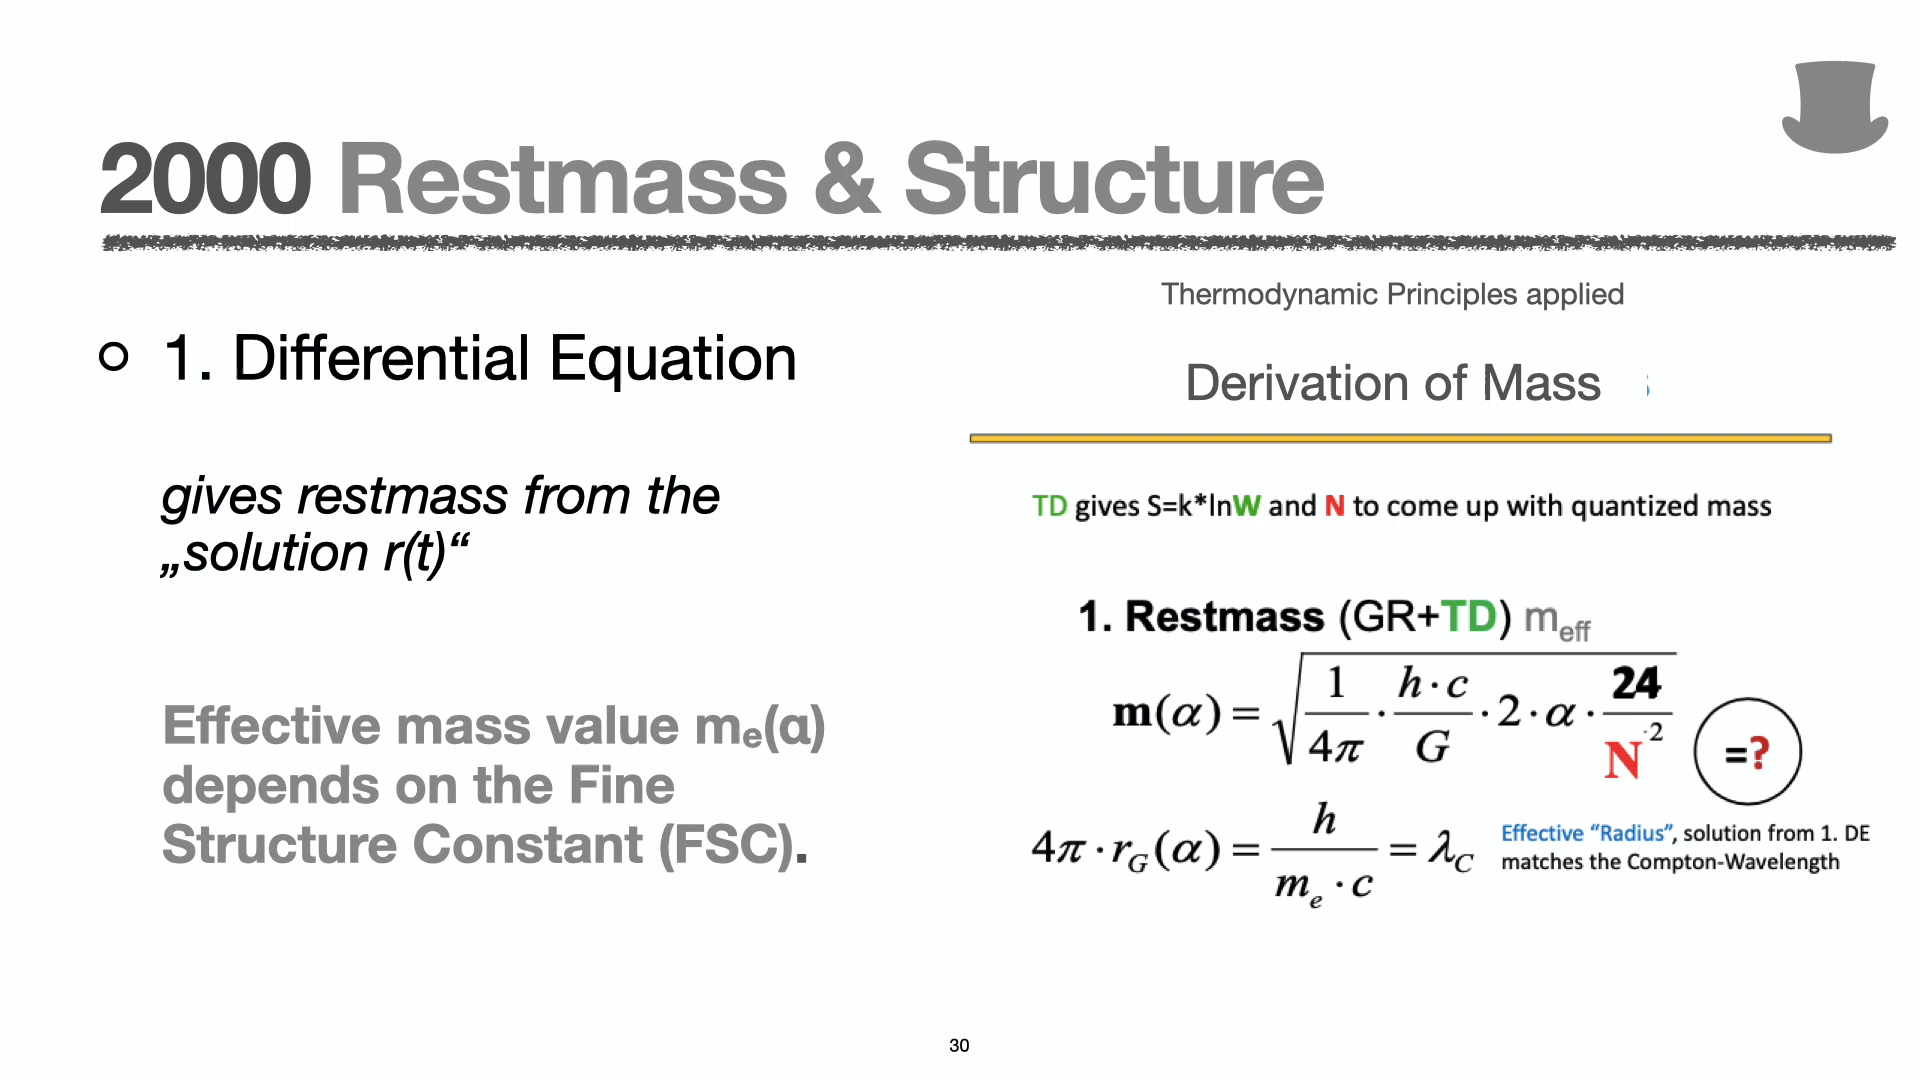 2000 Restmass & Structure
Thermodynamic Principles applied
1. Differential Equation
Derivation of Mass
gives restmass from the
„solution r(t)“
TD gives S=k*lnW and N to come up with quantized mass
1. Restmass (GR+TD) m_eff
m(α) = √(1/4π · h·c/G · 2·α · 24/N^2)
=?
Effective mass value mₑ(α)
depends on the Fine
Structure Constant (FSC).
4π·r_G(α) = h/(m_e·c) = λ_C
Effective “Radius”, solution from 1. DE
matches the Compton-Wavelength
30